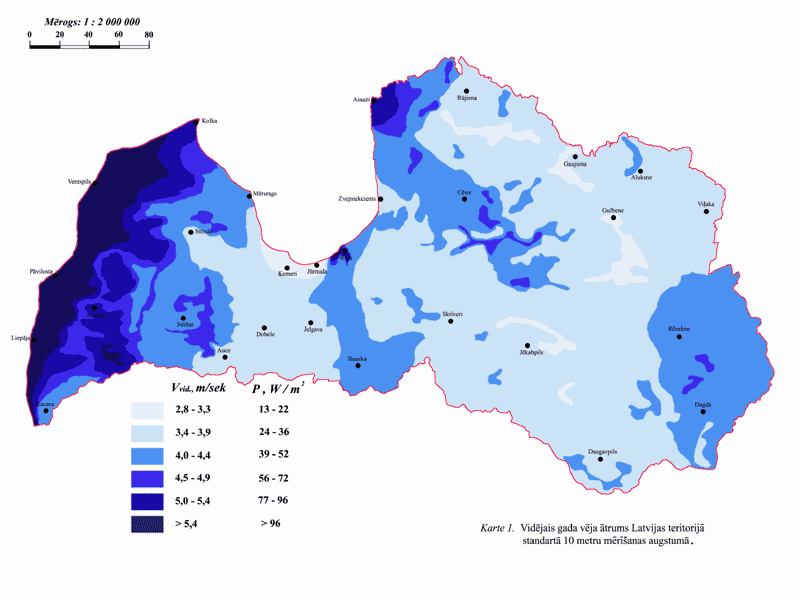 Mērogs: 1 : 2 000 000
0 20 40 60 80
Kolka
Ainaži
Rūjiena
Gaujiena
Alūksne
Ventspils
Mērsrags
Zvejniekciems
Cēsis
Gulbene
Viļaka
Stende
Pāvilosta
Ķemeri
Jūrmala
Liepāja
Saldus
Dobele
Jelgava
Skrīveri
Rēzekne
Auce
Bauska
Jēkabpils
Rucava
Dagda
Daugavpils
V vid., m/sek P , W / m²
2,8 - 3,3 13 - 22
3,4 - 3,9 24 - 36
4,0 - 4,4 39 - 52
4,5 - 4,9 56 - 72
5,0 - 5,4 77 - 96
> 5,4 > 96
Karte 1. Vidējais gada vēja ātrums Latvijas teritorijā
standartā 10 metru mērīšanas augstumā.